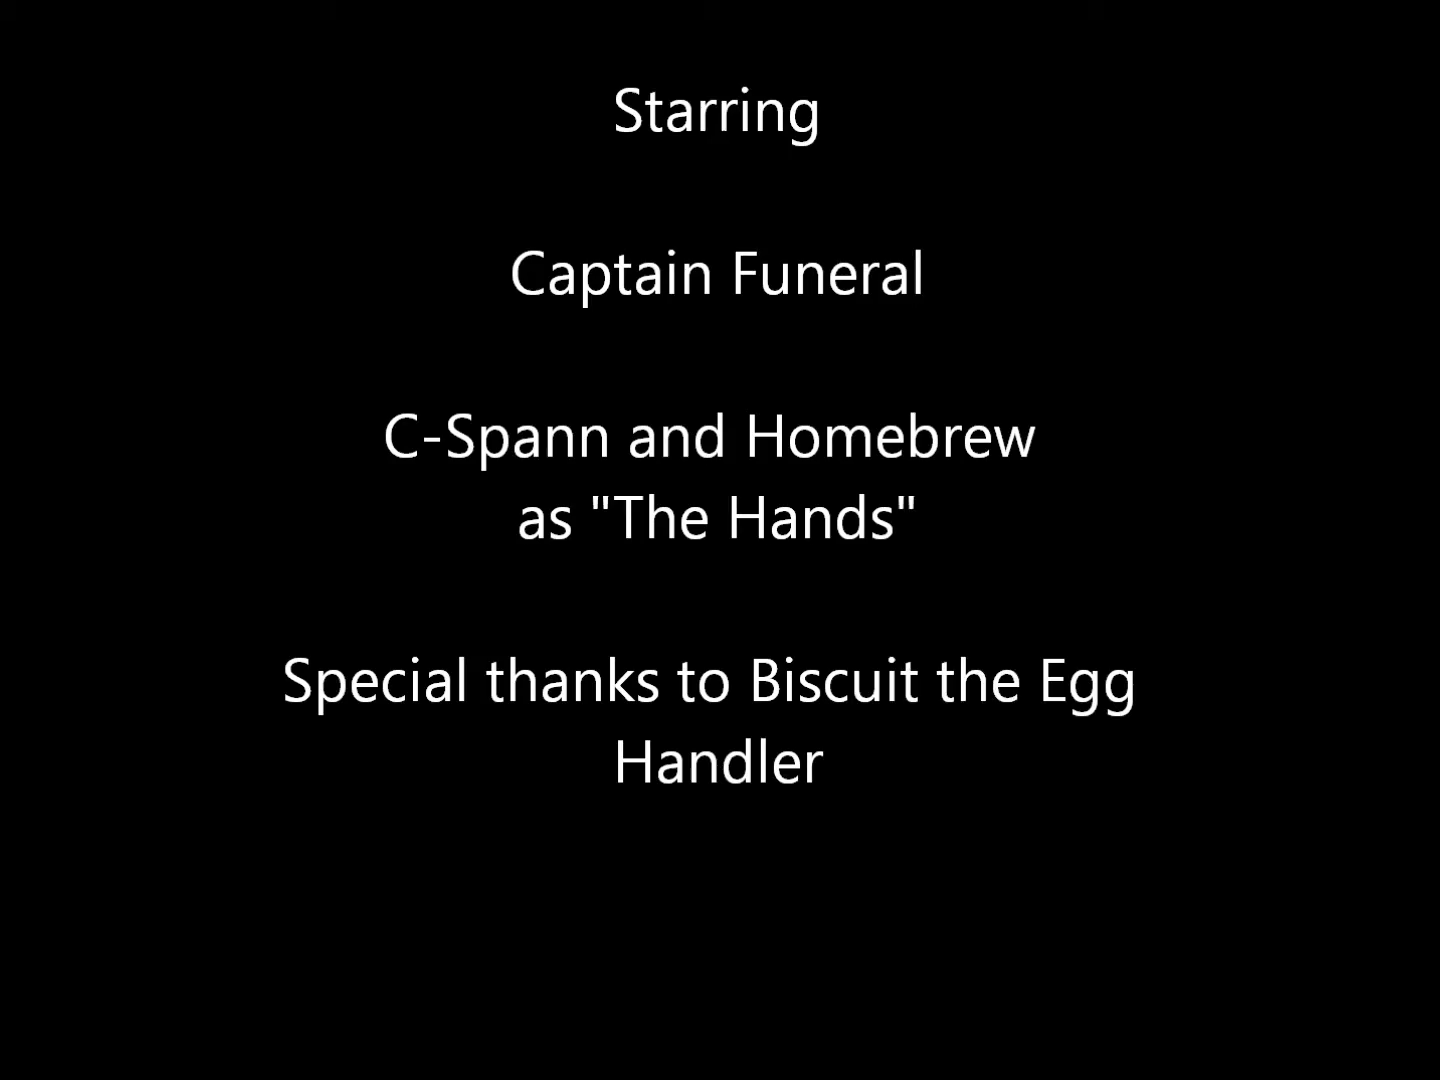 Starring
Captain Funeral
C-Spann and Homebrew
as "The Hands"
Special thanks to Biscuit the Egg
Handler